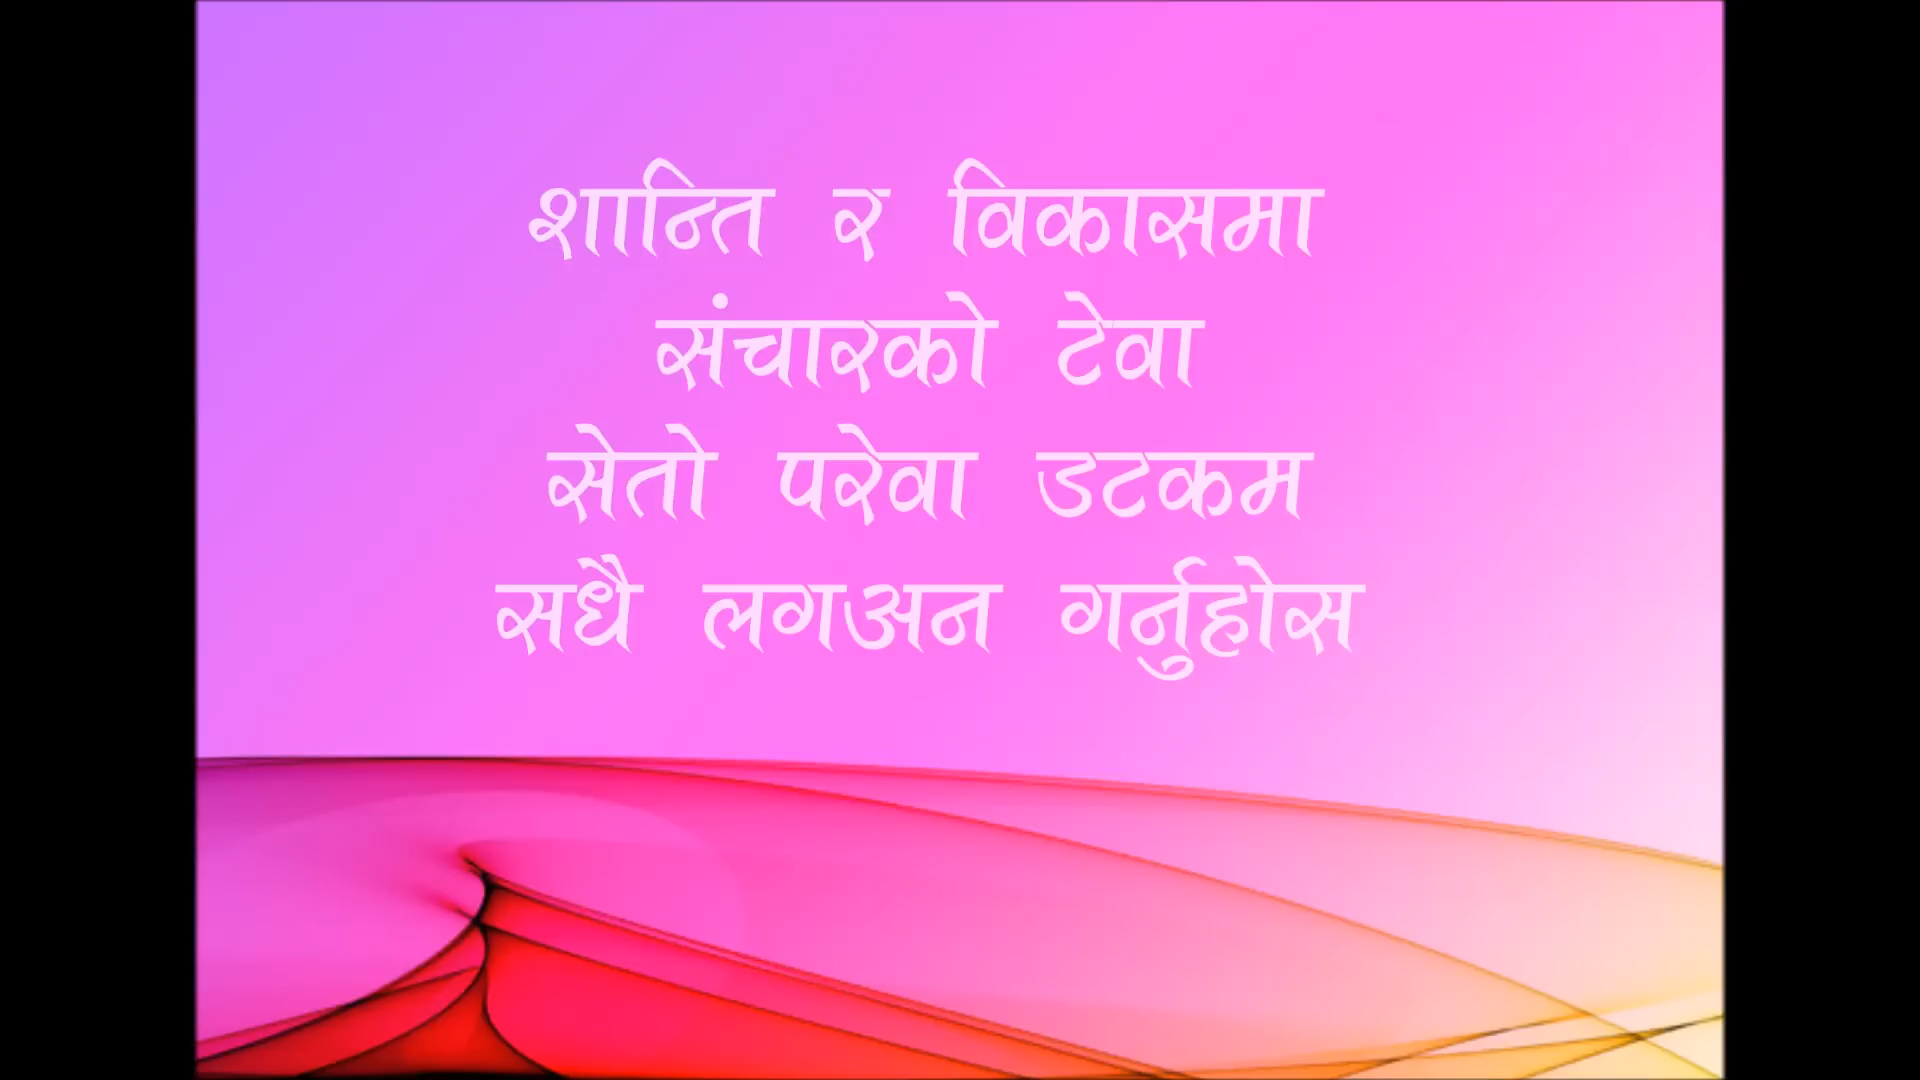 शान्ति र विकासमा
संचारको टेवा
सेतो परेवा डटकम
सधै लगअन गर्नुहोस